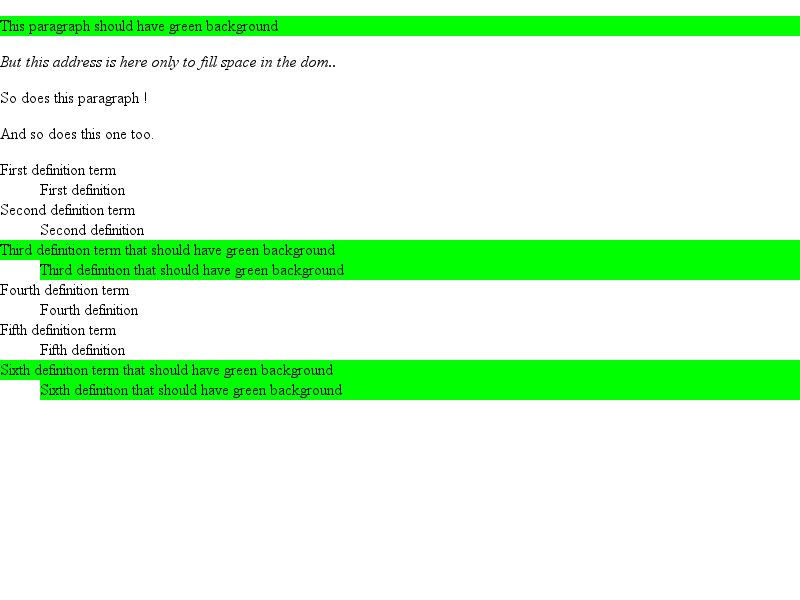 This paragraph should have green background
But this address is here only to fill space in the dom..
So does this paragraph !
And so does this one too.
First definition term
First definition
Second definition term
Second definition
Third definition term that should have green background
Third definition that should have green background
Fourth definition term
Fourth definition
Fifth definition term
Fifth definition
Sixth definition term that should have green background
Sixth definition that should have green background